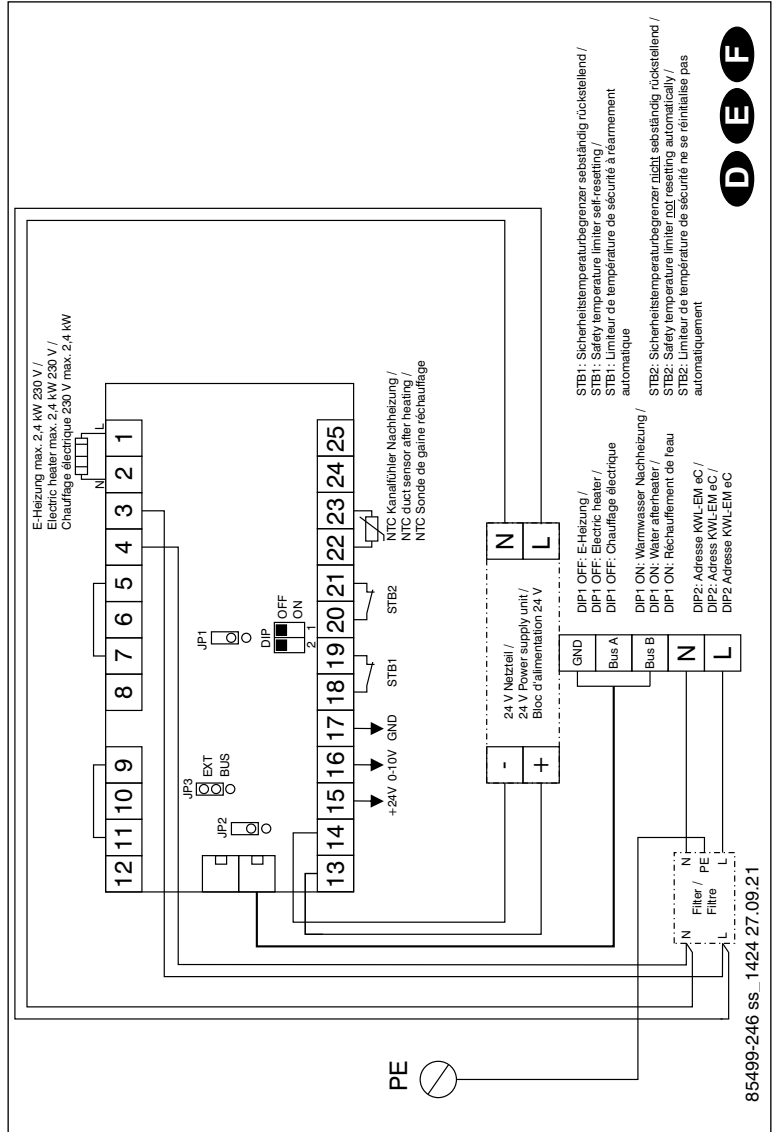 E-Heizung max. 2,4 kW 230 V /
Electric heater max. 2,4 kW 230 V /
Chauffage électrique 230 V max. 2,4 kW
N
L
12
11
10
9
8
7
6
5
4
3
2
1
JP2
JP3
EXT
BUS
JP1
DIP
OFF
ON
2
1
13
14
15
16
17
18
19
20
21
22
23
24
25
+24V
0-10V
GND
STB1
STB2
NTC Kanalfühler Nachheizung /
NTC duct sensor after heating /
NTC Sonde de gaine réchauffage
-
+
24 V Netzteil /
24 V Power supply unit /
Bloc d'alimentation 24 V
N
L
PE
N
L
Filter /
Filtre
N
PE
L
GND
Bus A
Bus B
N
L
DIP1 OFF: E-Heizung /
DIP1 OFF: Electric heater /
DIP1 OFF: Chauffage électrique
DIP1 ON: Warmwasser Nachheizung /
DIP1 ON: Water afterheater /
DIP1 ON: Réchauffement de l'eau
DIP2: Adresse KWL-EM eC /
DIP2: Adress KWL-EM eC /
DIP2 Adresse KWL-EM eC /
STB1: Sicherheitstemperaturbegrenzer sebständig rückstellend /
STB1: Safety temperature limiter self-resetting /
STB1: Limiteur de température de sécurité à réarmement
automatique
STB2: Sicherheitstemperaturbegrenzer nicht sebständig rückstellend /
STB2: Safety temperature limiter not resetting automatically /
STB2: Limiteur de température de sécurité ne se réinitialise pas
automatiquement
85499-246 ss_1424 27.09.21
D E F